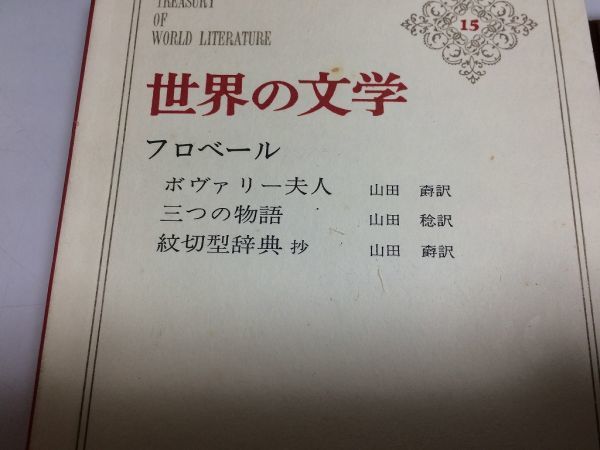 TREASURY
OF
WORLD LITERATURE
15
世界の文学
フロベール
ボヴァリー夫人 山田 𣝣訳
三つの物語 山田 稔訳
紋切型辞典 抄 山田 𣝣訳